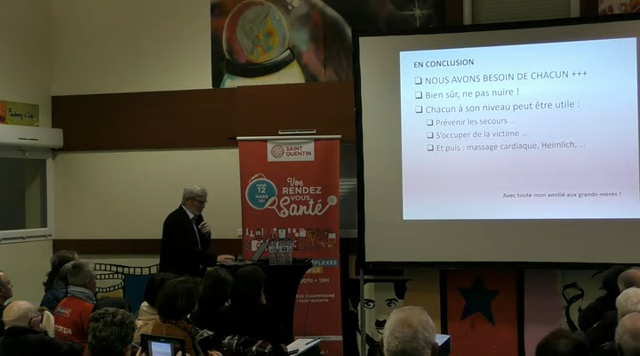 EN CONCLUSION
❑ NOUS AVONS BESOIN DE CHACUN +++
❑ Bien sûr, ne pas nuire !
❑ Chacun à son niveau peut être utile :
❑ Prévenir les secours ...
❑ S'occuper de la victime ...
❑ Et puis : massage cardiaque, Heimlich, ...
Avec toute mon amitié aux grands-mères !
SAINT
QUENTIN
12
MARS
Vos
RENDEZ
VOUS
Santé